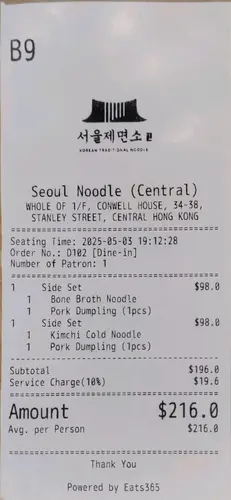 B9
서울제면소
KOREAN TRADITIONAL NOODLE
Seoul Noodle (Central)
WHOLE OF 1/F, CONWELL HOUSE, 34-38,
STANLEY STREET, CENTRAL HONG KONG
Seating Time: 2025-05-03 19:12:28
Order No.: D102 [Dine-in]
Number of Patron: 1
1 Side Set $98.0
1 Bone Broth Noodle
1 Pork Dumpling (1pcs)
1 Side Set $98.0
1 Kimchi Cold Noodle
1 Pork Dumpling (1pcs)
Subtotal $196.0
Service Charge(10%) $19.6
Amount $216.0
Avg. per Person $216.0
Thank You
Powered by Eats365